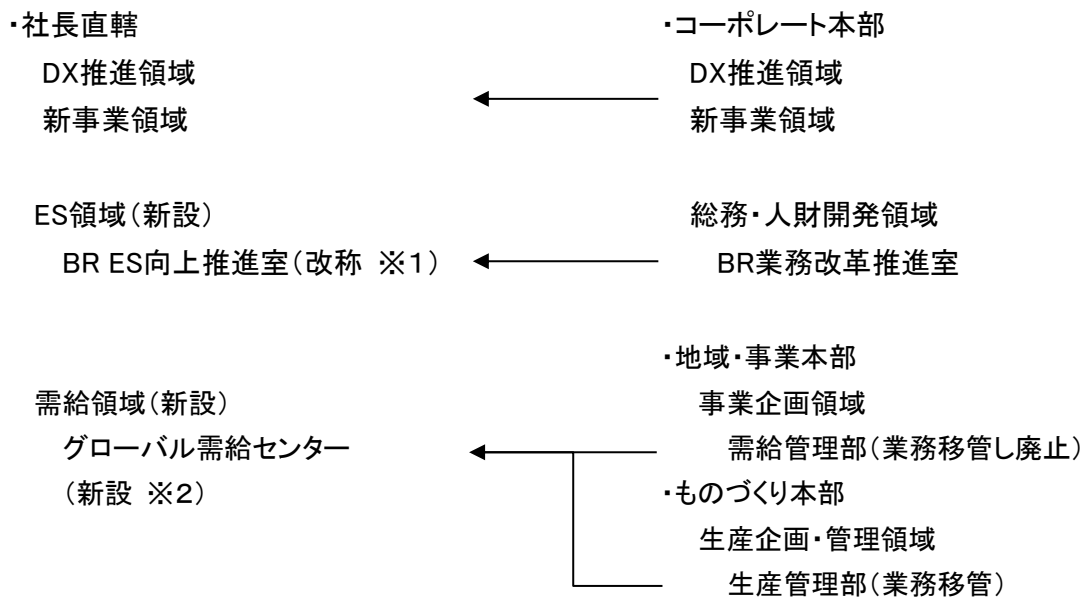 ・社長直轄
DX推進領域
新事業領域
ES領域(新設)
BR ES向上推進室(改称 ※1)
需給領域(新設)
グローバル需給センター
(新設 ※2)
・コーポレート本部
DX推進領域
新事業領域
総務・人財開発領域
BR業務改革推進室
・地域・事業本部
事業企画領域
需給管理部(業務移管し廃止)
・ものづくり本部
生産企画・管理領域
生産管理部(業務移管)